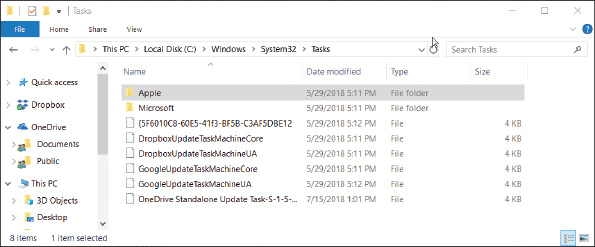 Tasks
File Home Share View
This PC > Local Disk (C:) > Windows > System32 > Tasks Search Tasks
Name Date modified Type Size
Quick access
Dropbox
OneDrive
Documents
Public
This PC
3D Objects
Desktop
Apple 5/29/2018 5:11 PM File folder
Microsoft 5/29/2018 5:11 PM File folder
{5F6010C8-60E5-41f3-BF5B-C3AF5DBE12 5/29/2018 5:12 PM File 4 KB
DropboxUpdateTaskMachineCore 5/29/2018 5:11 PM File 4 KB
DropboxUpdateTaskMachineUA 5/29/2018 5:11 PM File 4 KB
GoogleUpdateTaskMachineCore 5/29/2018 5:11 PM File 4 KB
GoogleUpdateTaskMachineUA 5/29/2018 5:12 PM File 4 KB
OneDrive Standalone Update Task-S-1-5-... 7/15/2018 1:01 PM File 4 KB
8 items 1 item selected